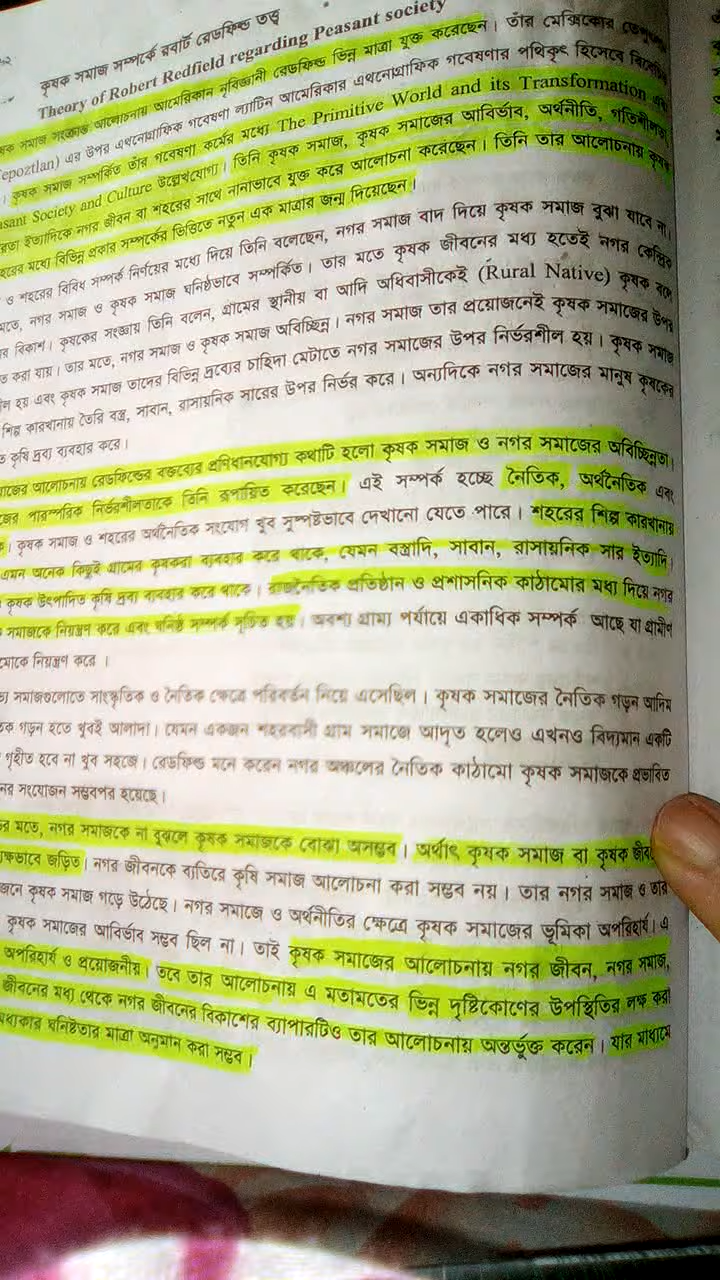 কৃষক সমাজ সম্পর্কে রবার্ট রেডফিল্ড তত্ত্ব
Theory of Robert Redfield regarding Peasant society
সমাজ সংক্রান্ত আলোচনায় আমেরিকান নৃবিজ্ঞানী রেডফিল্ড ভিন্ন মাত্রা যুক্ত করেছেন। তাঁর মেক্সিকোর
epoztlan) এর উপর এথনোগ্রাফিক গবেষণা ল্যাটিন আমেরিকার এথনোগ্রাফিক গবেষণার পথিকৃৎ হিসেবে
। কৃষক সমাজ সম্পর্কিত তাঁর গবেষণা কর্মের মধ্যে The Primitive World and its Transformation
sant Society and Culture উল্লেখযোগ্য। তিনি কৃষক সমাজ, কৃষক সমাজের আবির্ভাব, অর্থনীতি, গতিশীলতা
ইত্যাদিকে নগর জীবন বা শহরের সাথে নানাভাবে যুক্ত করে আলোচনা করেছেন। তিনি তার আলোচনায় কৃষক
মধ্যে বিভিন্ন প্রকার সম্পর্কের ভিত্তিতে নতুন এক মাত্রার জন্ম দিয়েছেন।
ও শহরের বিবিধ সম্পর্ক নির্ণয়ের মধ্যে দিয়ে তিনি বলেছেন, নগর সমাজ বাদ দিয়ে কৃষক সমাজ বুঝা যাবে না।
মতে, নগর সমাজ ও কৃষক সমাজ ঘনিষ্ঠভাবে সম্পর্কিত। তার মতে কৃষক জীবনের মধ্য হতেই নগর কেন্দ্রিক
র বিকাশ। কৃষকের সংজ্ঞায় তিনি বলেন, গ্রামের স্থানীয় বা আদি অধিবাসীকেই (Rural Native) কৃষক বলে
ত করা যায়। তার মতে, নগর সমাজ ও কৃষক সমাজ অবিচ্ছিন্ন। নগর সমাজ তার প্রয়োজনেই কৃষক সমাজের উপর
ল হয় এবং কৃষক সমাজ তাদের বিভিন্ন দ্রব্যের চাহিদা মেটাতে নগর সমাজের উপর নির্ভরশীল হয়। কৃষক সমাজ
শিল্প কারখানায় তৈরি বস্ত্র, সাবান, রাসায়নিক সারের উপর নির্ভর করে। অন্যদিকে নগর সমাজের মানুষ কৃষকের
ত কৃষি দ্রব্য ব্যবহার করে।
াজের আলোচনায় রেডফিল্ডের বক্তব্যের প্রণিধানযোগ্য কথাটি হলো কৃষক সমাজ ও নগর সমাজের অবিচ্ছিন্নতা।
জের পারস্পরিক নির্ভরশীলতাকে তিনি রূপায়িত করেছেন। এই সম্পর্ক হচ্ছে নৈতিক, অর্থনৈতিক এবং
। কৃষক সমাজ ও শহরের অর্থনৈতিক সংযোগ খুব সুস্পষ্টভাবে দেখানো যেতে পারে। শহরের শিল্প কারখানায়
এমন অনেক কিছুই গ্রামের কৃষকরা ব্যবহার করে থাকে, যেমন বস্ত্রাদি, সাবান, রাসায়নিক সার ইত্যাদি।
কৃষক উৎপাদিত কৃষি দ্রব্য ব্যবহার করে থাকে। রাজনৈতিক প্রতিষ্ঠান ও প্রশাসনিক কাঠামোর মধ্য দিয়ে নগর
সমাজকে নিয়ন্ত্রণ করে এবং ঘনিষ্ঠ সম্পর্ক সূচিত হয়। অবশ্য গ্রাম্য পর্যায়ে একাধিক সম্পর্ক আছে যা গ্রামীণ
াকে নিয়ন্ত্রণ করে।
্য সমাজগুলোতে সাংস্কৃতিক ও নৈতিক ক্ষেত্রে পরিবর্তন নিয়ে এসেছিল। কৃষক সমাজের নৈতিক গড়ন আদিম
ক গড়ন হতে খুবই আলাদা। যেমন একজন শহরবাসী গ্রাম সমাজে আদৃত হলেও এখনও বিদ্যমান একটি
গৃহীত হবে না খুব সহজে। রেডফিল্ড মনে করেন নগর অঞ্চলের নৈতিক কাঠামো কৃষক সমাজকে প্রভাবিত
নর সংযোজন সম্ভবপর হয়েছে।
র মতে, নগর সমাজকে না বুঝলে কৃষক সমাজকে বোঝা অসম্ভব। অর্থাৎ কৃষক সমাজ বা কৃষক জীব
ক্ষভাবে জড়িত। নগর জীবনকে ব্যতিরে কৃষি সমাজ আলোচনা করা সম্ভব নয়। তার নগর সমাজ ও তার
জনে কৃষক সমাজ গড়ে উঠেছে। নগর সমাজে ও অর্থনীতির ক্ষেত্রে কৃষক সমাজের ভূমিকা অপরিহার্য। এ
কৃষক সমাজের আবির্ভাব সম্ভব ছিল না। তাই কৃষক সমাজের আলোচনায় নগর জীবন, নগর সমাজ,
অপরিহার্য ও প্রয়োজনীয়। তবে তার আলোচনায় এ মতামতের ভিন্ন দৃষ্টিকোণের উপস্থিতির লক্ষ করা
জীবনের মধ্য থেকে নগর জীবনের বিকাশের ব্যাপারটিও তার আলোচনায় অন্তর্ভুক্ত করেন। যার মাধ্যমে
ঘনিষ্ঠতার মাত্রা অনুমান করা সম্ভব।